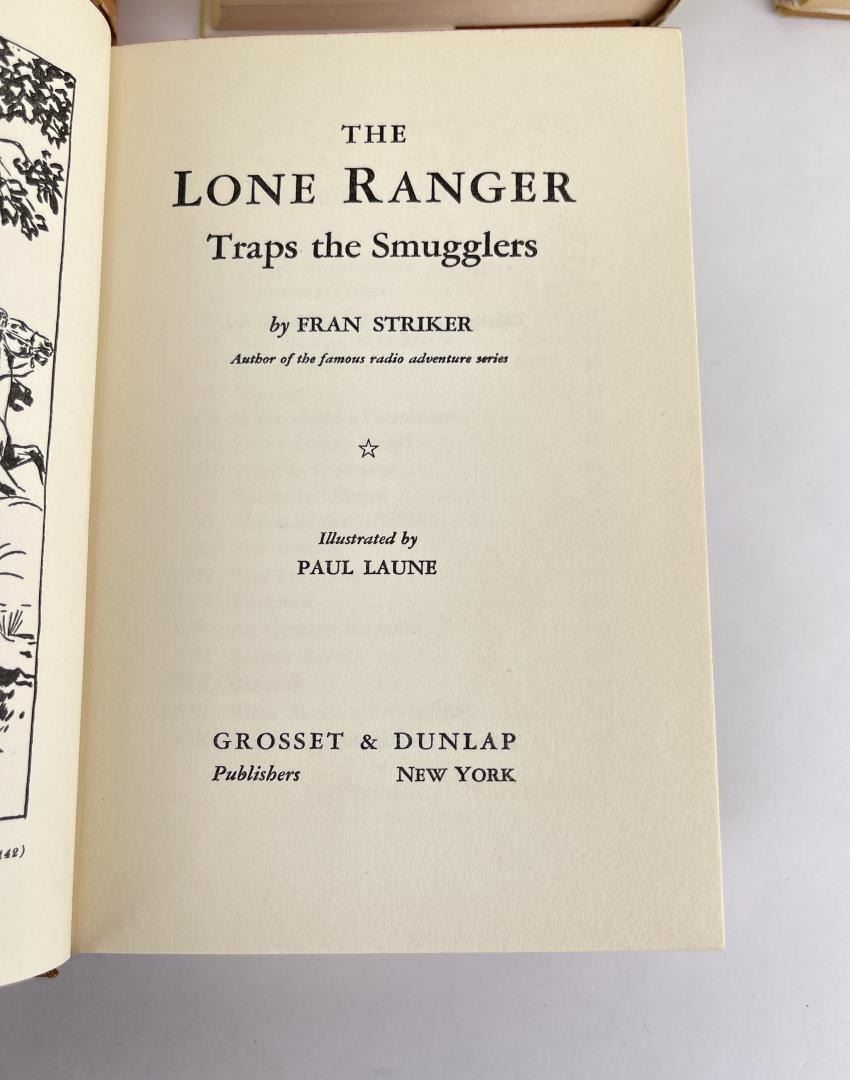 THE
LONE RANGER
Traps the Smugglers
by FRAN STRIKER
Author of the famous radio adventure series
Illustrated by
PAUL LAUNE
GROSSET & DUNLAP
Publishers NEW YORK
142)